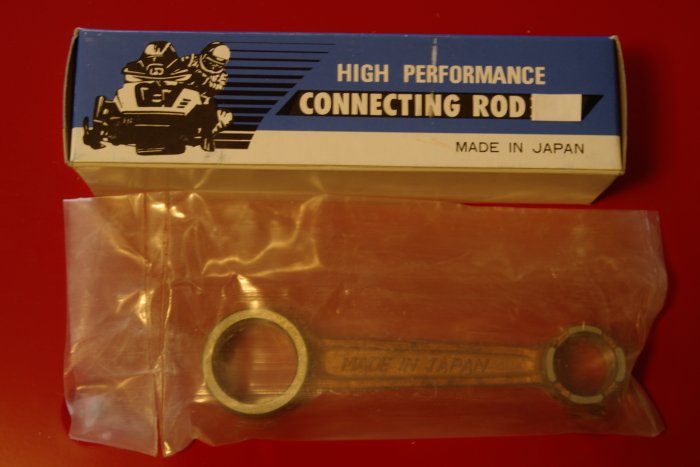 HIGH PERFORMANCE
CONNECTING ROD
MADE IN JAPAN
MADE IN JAPAN